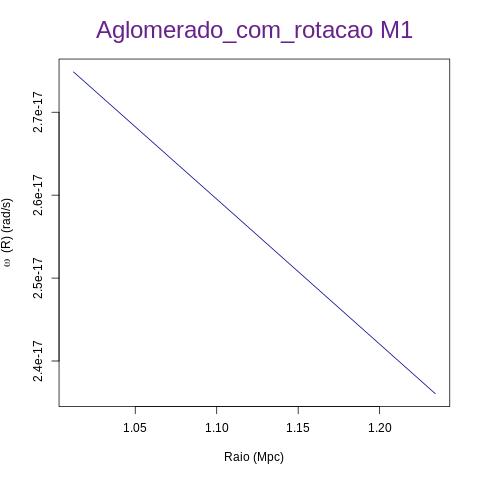 Aglomerado_com_rotacao M1
ω (R) (rad/s)
2.7e-17
2.6e-17
2.5e-17
2.4e-17
1.05 1.10 1.15 1.20
Raio (Mpc)